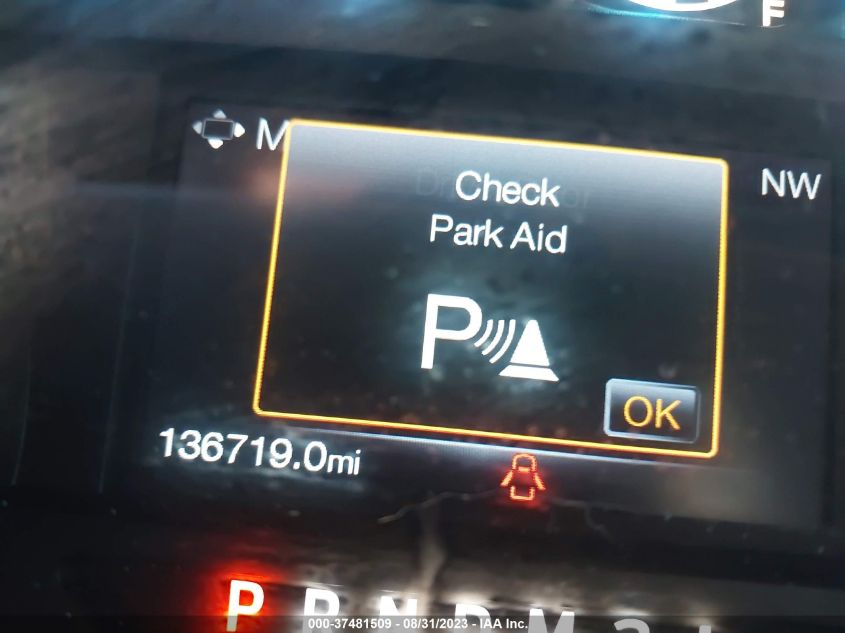 F
M
NW
Check
Park Aid
P
OK
136719.0mi
P R N D M
000-37481509 - 08/31/2023 - IAA Inc.